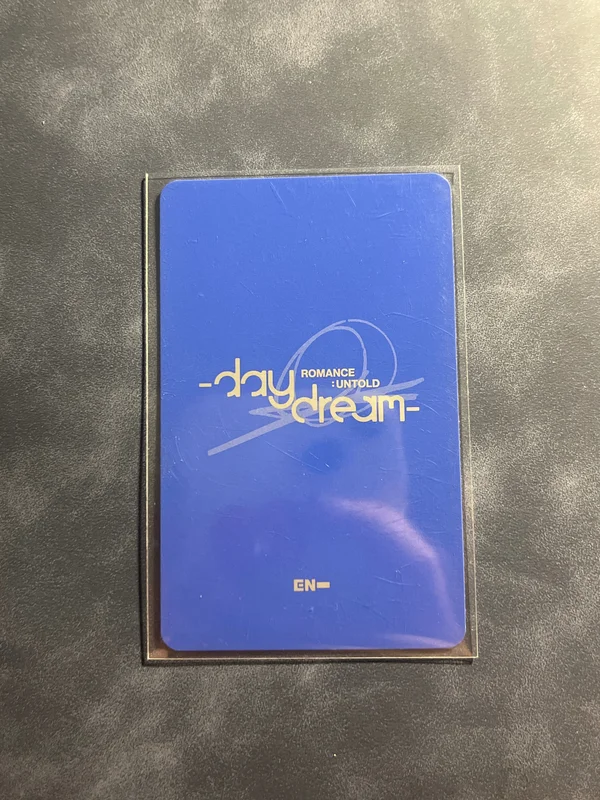 ROMANCE
: UNTOLD
-day
dream-
EN-